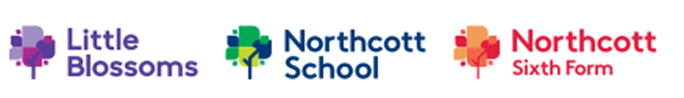 Little
Blossoms
Northcott
School
Northcott
Sixth Form